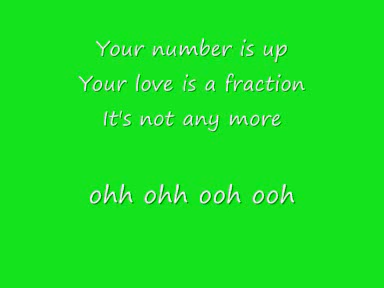 Your number is up
Your love is a fraction
It's not any more
ohh ohh ooh ooh